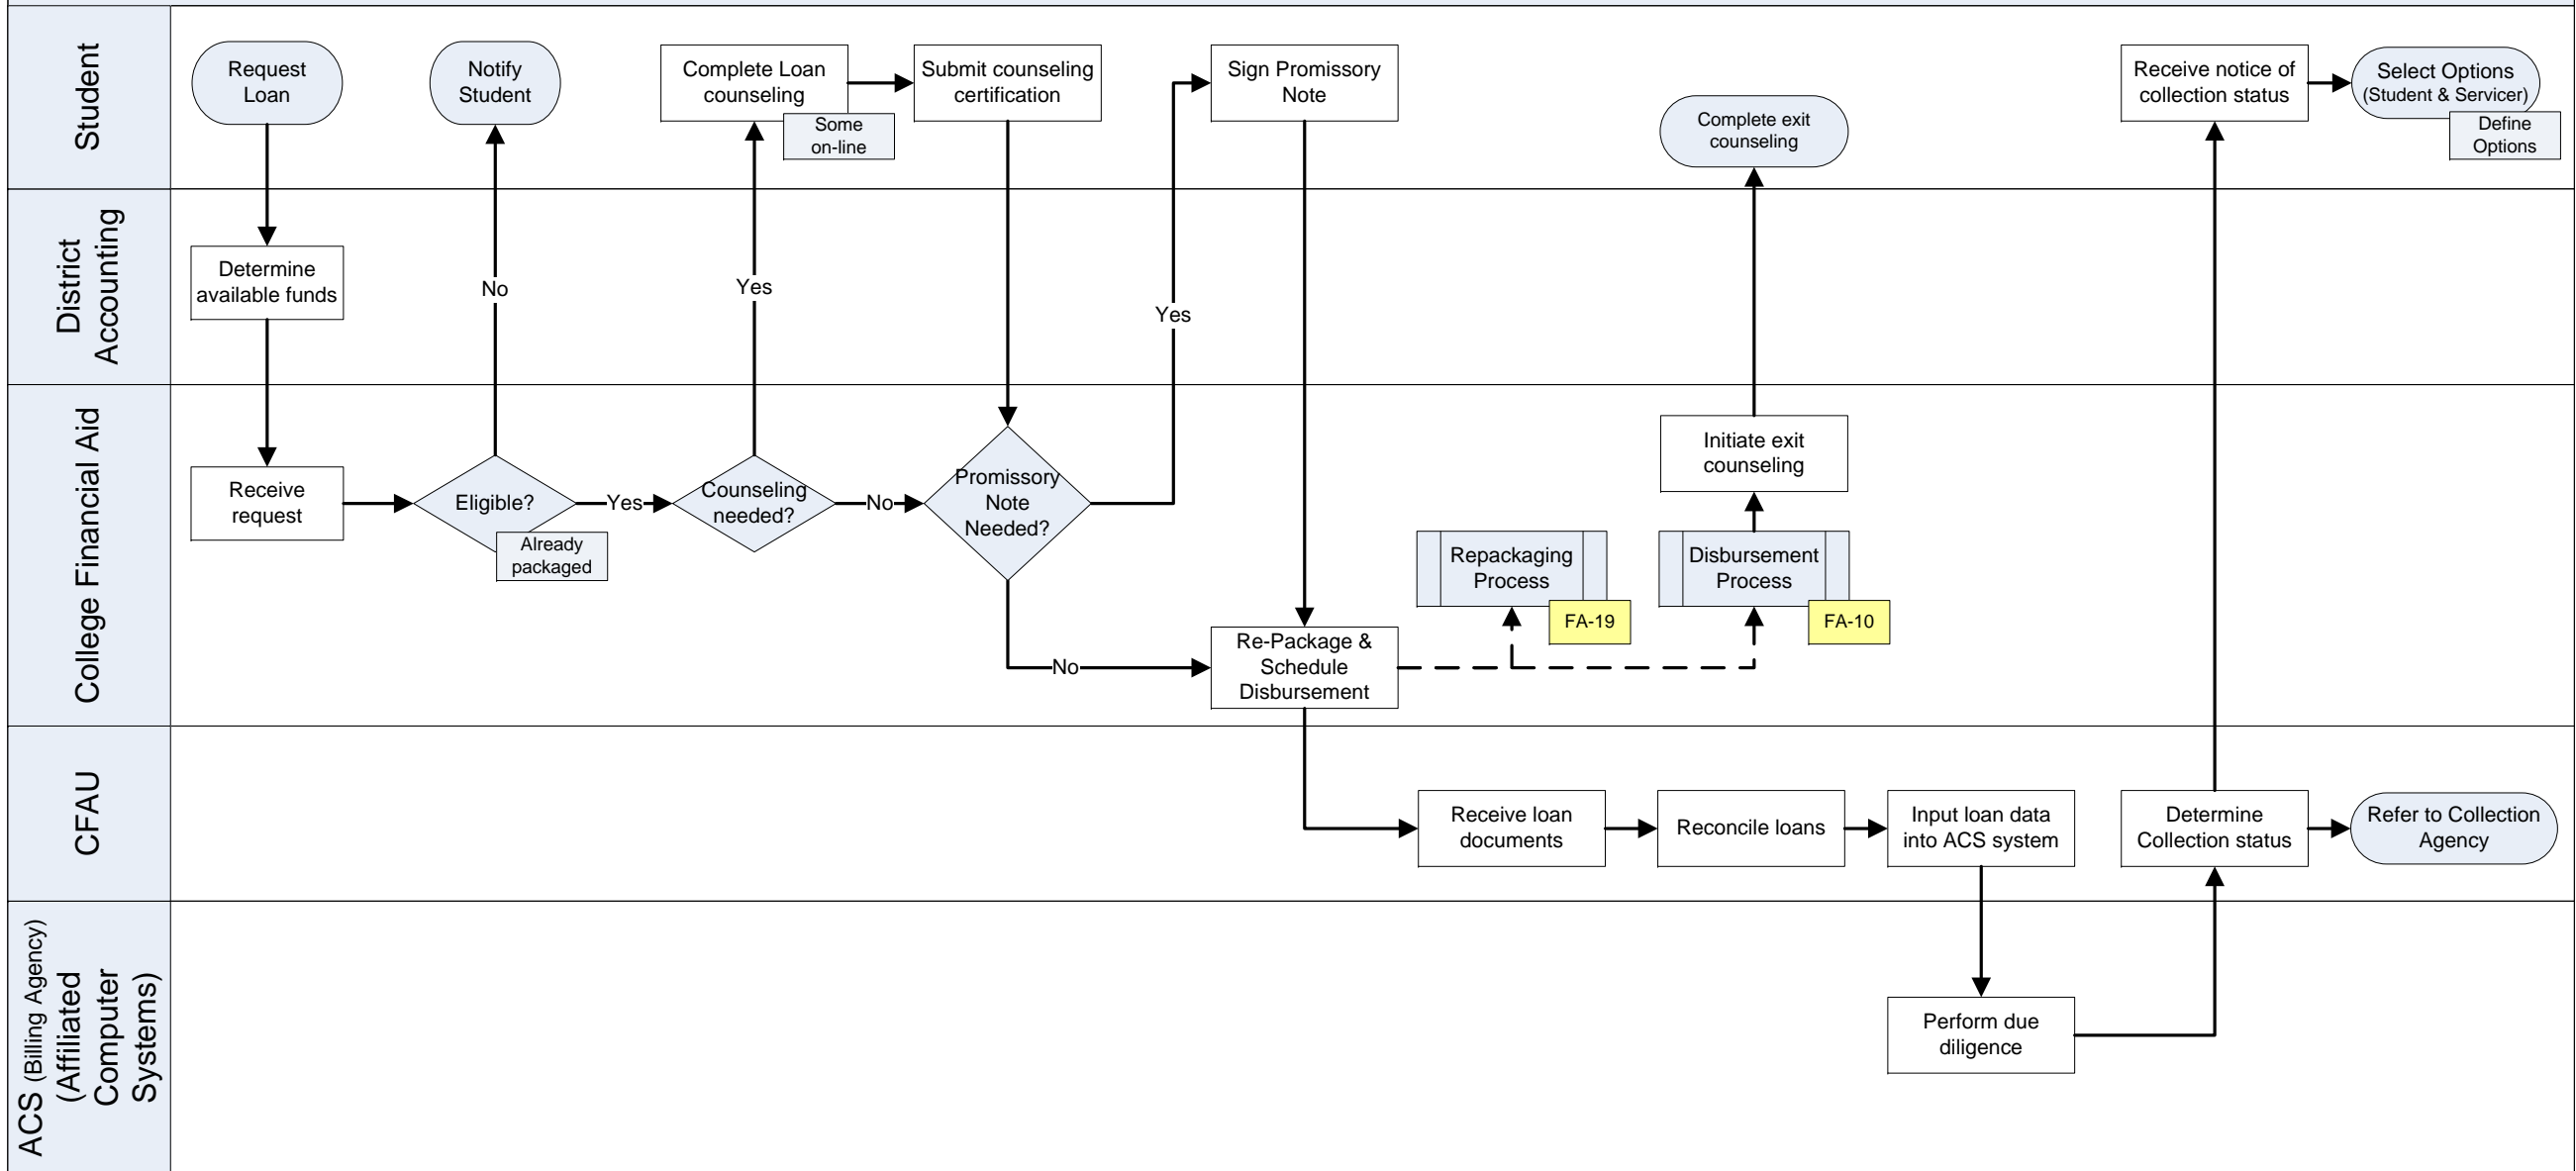 Student
Request
Loan
Notify
Student
Complete Loan
counseling
Some
on-line
Submit counseling
certification
Sign Promissory
Note
Complete exit
counseling
Receive notice of
collection status
Select Options
(Student & Servicer)
Define
Options
District
Accounting
Determine
available funds
No
Yes
Yes
College Financial Aid
Receive
request
Eligible?
Already
packaged
Yes
Counseling
needed?
No
Promissory
Note
Needed?
No
Re-Package &
Schedule
Disbursement
Repackaging
Process
FA-19
Initiate exit
counseling
Disbursement
Process
FA-10
CFAU
Receive loan
documents
Reconcile loans
Input loan data
into ACS system
Determine
Collection status
Refer to Collection
Agency
ACS (Billing Agency)
(Affiliated
Computer
Systems)
Perform due
diligence